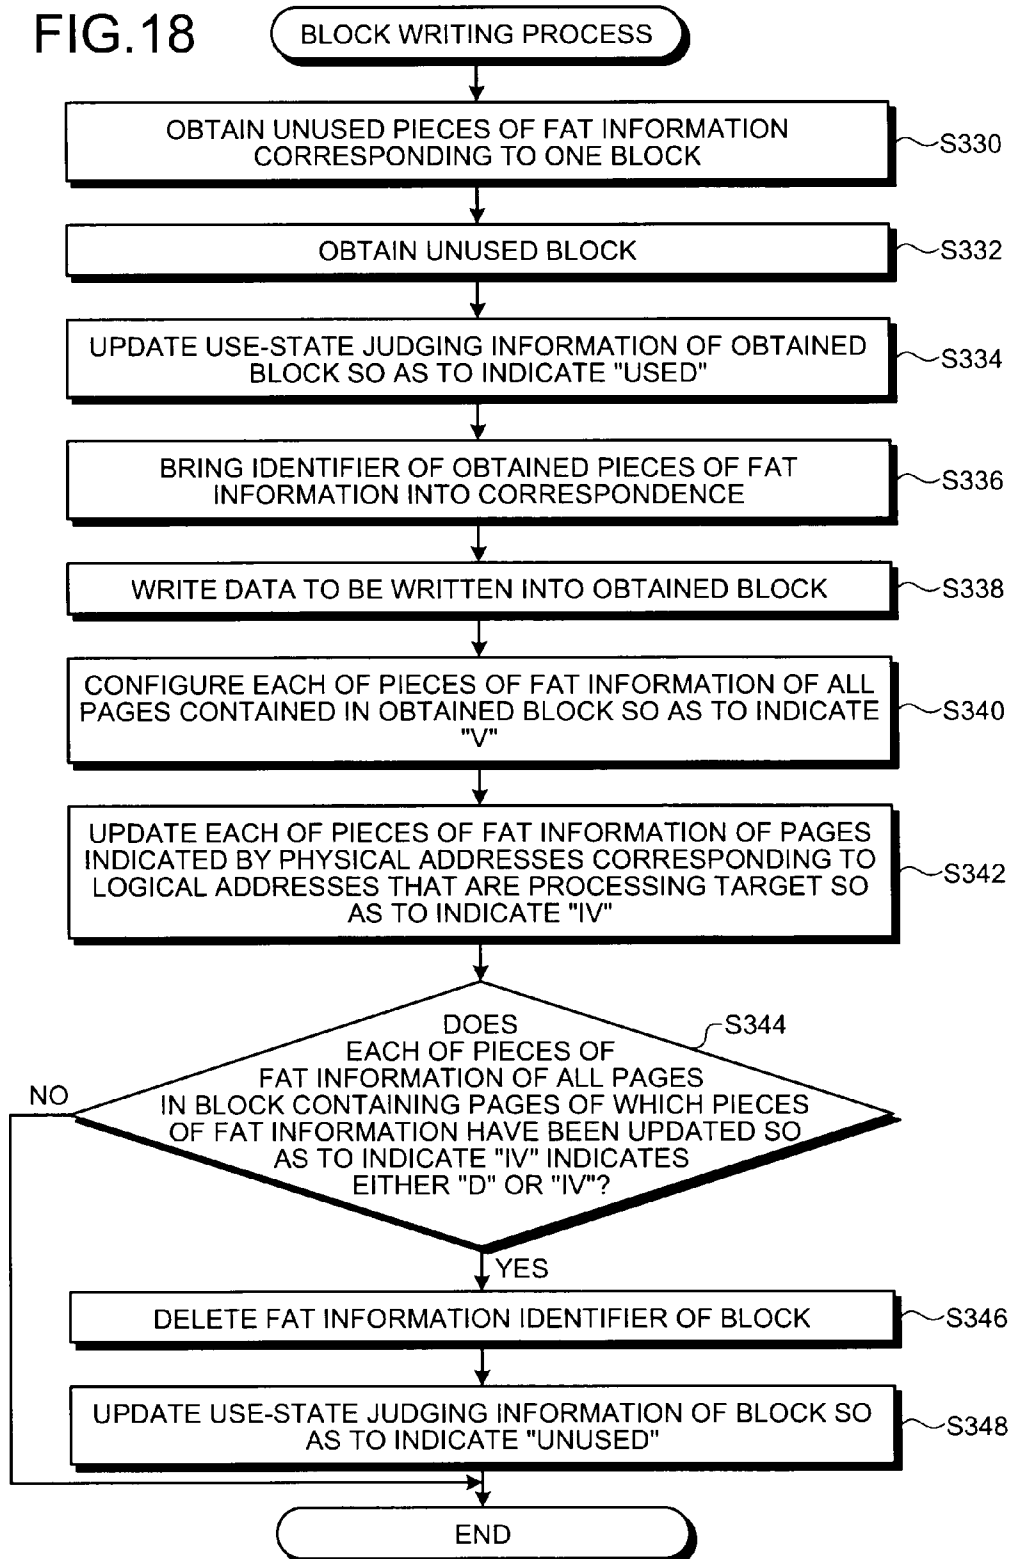 FIG.18
BLOCK WRITING PROCESS
OBTAIN UNUSED PIECES OF FAT INFORMATION
CORRESPONDING TO ONE BLOCK
S330
OBTAIN UNUSED BLOCK
S332
UPDATE USE-STATE JUDGING INFORMATION OF OBTAINED
BLOCK SO AS TO INDICATE "USED"
S334
BRING IDENTIFIER OF OBTAINED PIECES OF FAT
INFORMATION INTO CORRESPONDENCE
S336
WRITE DATA TO BE WRITTEN INTO OBTAINED BLOCK
S338
CONFIGURE EACH OF PIECES OF FAT INFORMATION OF ALL
PAGES CONTAINED IN OBTAINED BLOCK SO AS TO INDICATE
"V"
S340
UPDATE EACH OF PIECES OF FAT INFORMATION OF PAGES
INDICATED BY PHYSICAL ADDRESSES CORRESPONDING TO
LOGICAL ADDRESSES THAT ARE PROCESSING TARGET SO
AS TO INDICATE "IV"
S342
DOES
EACH OF PIECES OF
FAT INFORMATION OF ALL PAGES
IN BLOCK CONTAINING PAGES OF WHICH PIECES
OF FAT INFORMATION HAVE BEEN UPDATED SO
AS TO INDICATE "IV" INDICATES
EITHER "D" OR "IV"?
S344
NO
YES
DELETE FAT INFORMATION IDENTIFIER OF BLOCK
S346
UPDATE USE-STATE JUDGING INFORMATION OF BLOCK SO
AS TO INDICATE "UNUSED"
S348
END